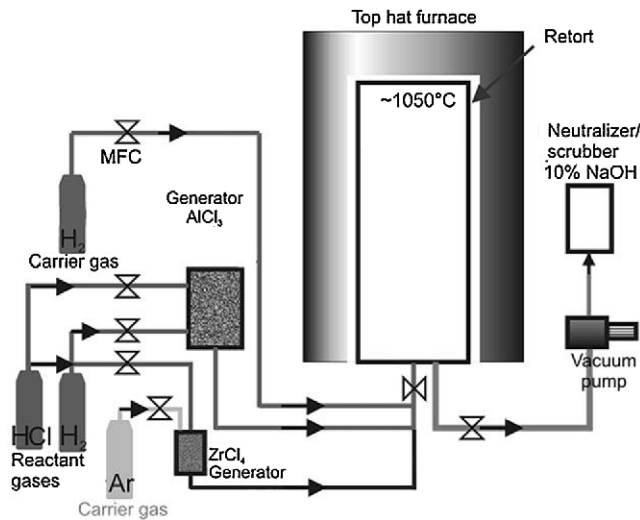 Top hat furnace
Retort
~1050°C
Neutralizer/
scrubber
10% NaOH
MFC
Generator
AlCl₃
H₂
Carrier gas
Vacuum
pump
HCl
H₂
Reactant
gases
ZrCl₄
Generator
Ar
Carrier gas